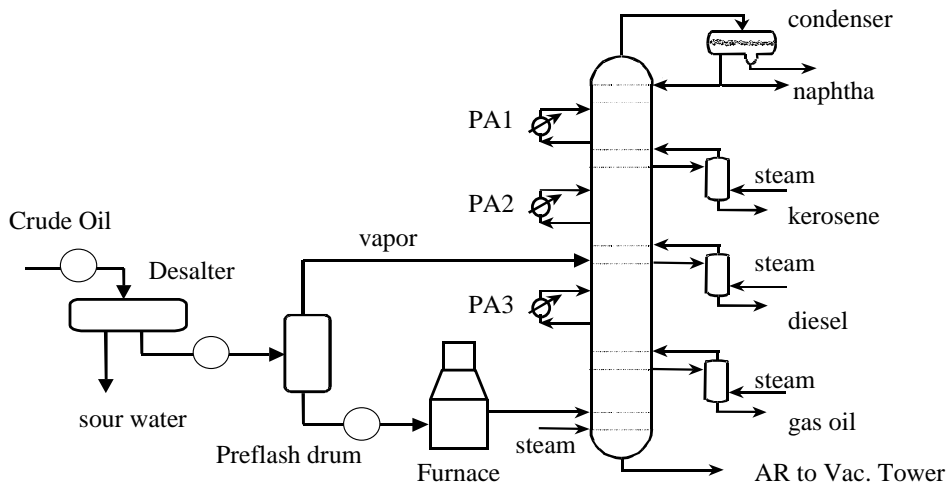 condenser
naphtha
PA1
steam
kerosene
PA2
Crude Oil
vapor
Desalter
steam
PA3
diesel
steam
sour water
gas oil
Preflash drum
steam
Furnace
AR to Vac. Tower